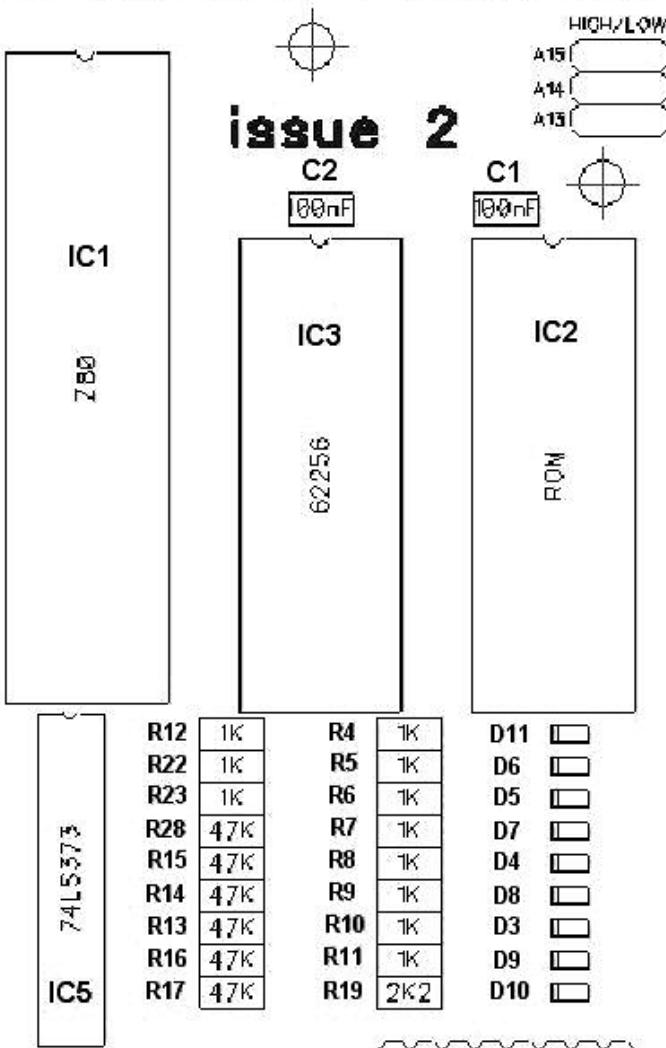 HIGH/LOW
A15
A14
A13
issue 2
C2
C1
100nF
100nF
IC1
IC3
IC2
Z80
62256
ROM
R12 1K R4 1K D11
R22 1K R5 1K D6
R23 1K R6 1K D5
R28 47K R7 1K D7
R15 47K R8 1K D4
R14 47K R9 1K D8
R13 47K R10 1K D3
R16 47K R11 1K D9
R17 47K R19 2K2 D10
74LS373
IC5